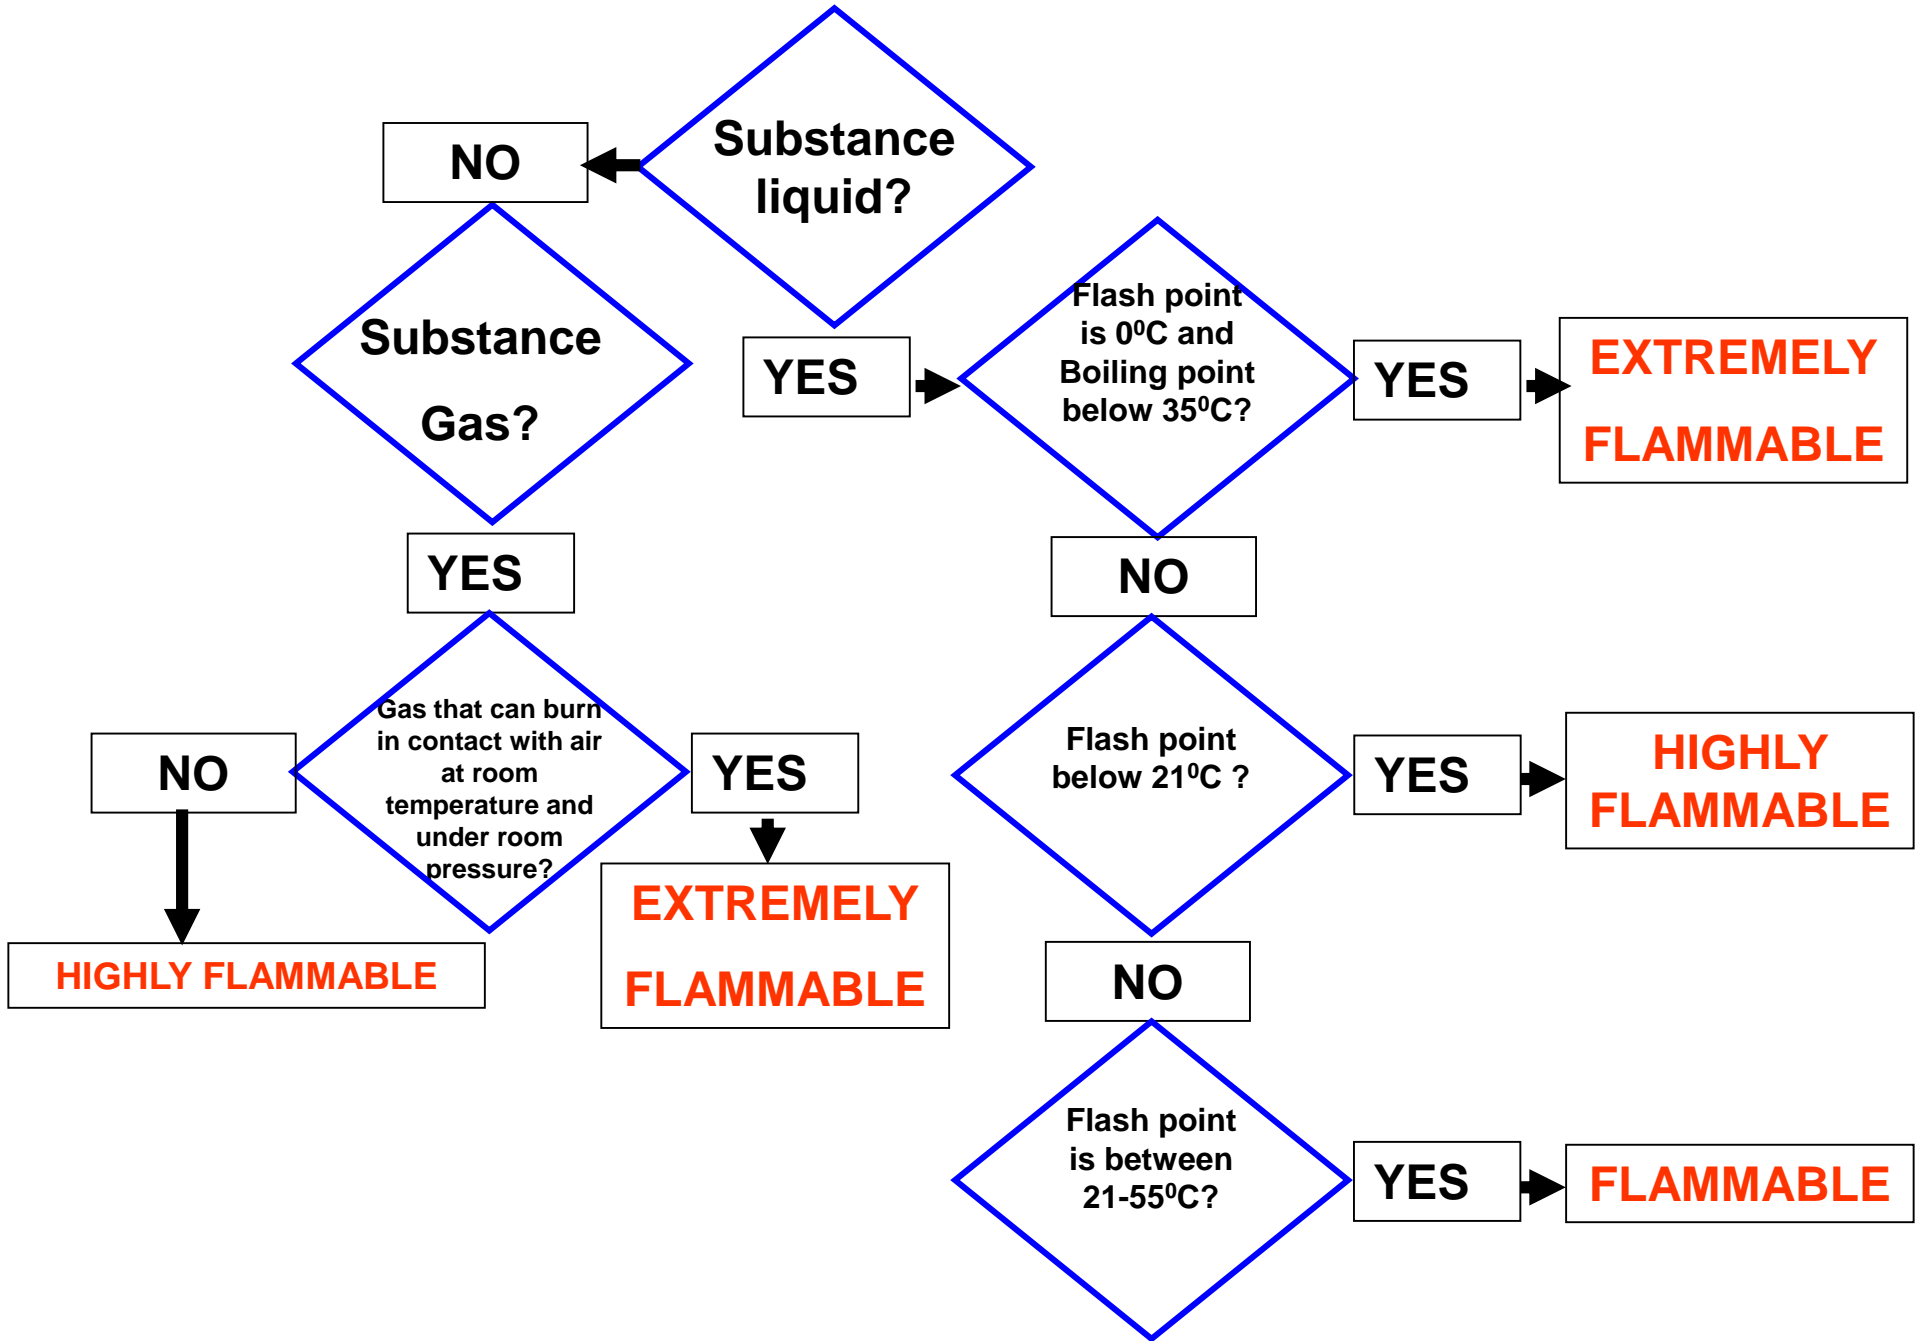 Substance
liquid?
NO
Substance
Gas?
YES
Flash point
is 0⁰C and
Boiling point
below 35⁰C?
YES
EXTREMELY
FLAMMABLE
YES
NO
Gas that can burn
in contact with air
at room
temperature and
under room
pressure?
NO
YES
HIGHLY FLAMMABLE
EXTREMELY
FLAMMABLE
Flash point
below 21⁰C ?
YES
HIGHLY
FLAMMABLE
NO
Flash point
is between
21-55⁰C?
YES
FLAMMABLE